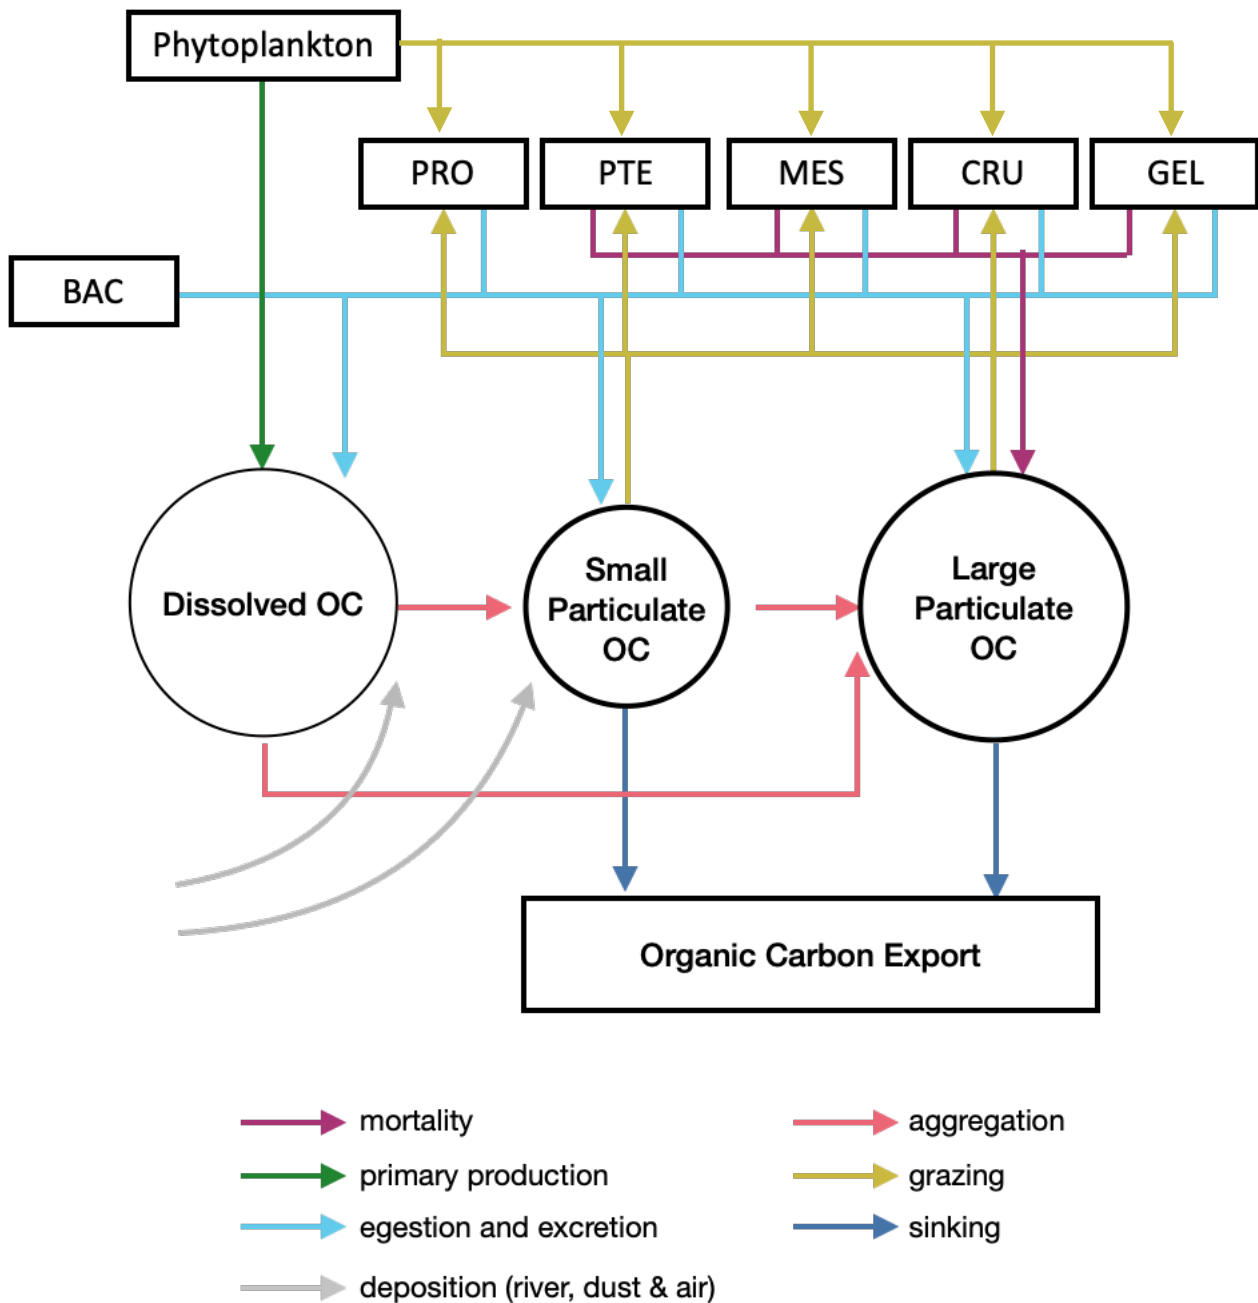 Phytoplankton
PRO
PTE
MES
CRU
GEL
BAC
Dissolved OC
Small
Particulate
OC
Large
Particulate
OC
Organic Carbon Export
mortality
aggregation
primary production
grazing
egestion and excretion
sinking
deposition (river, dust & air)